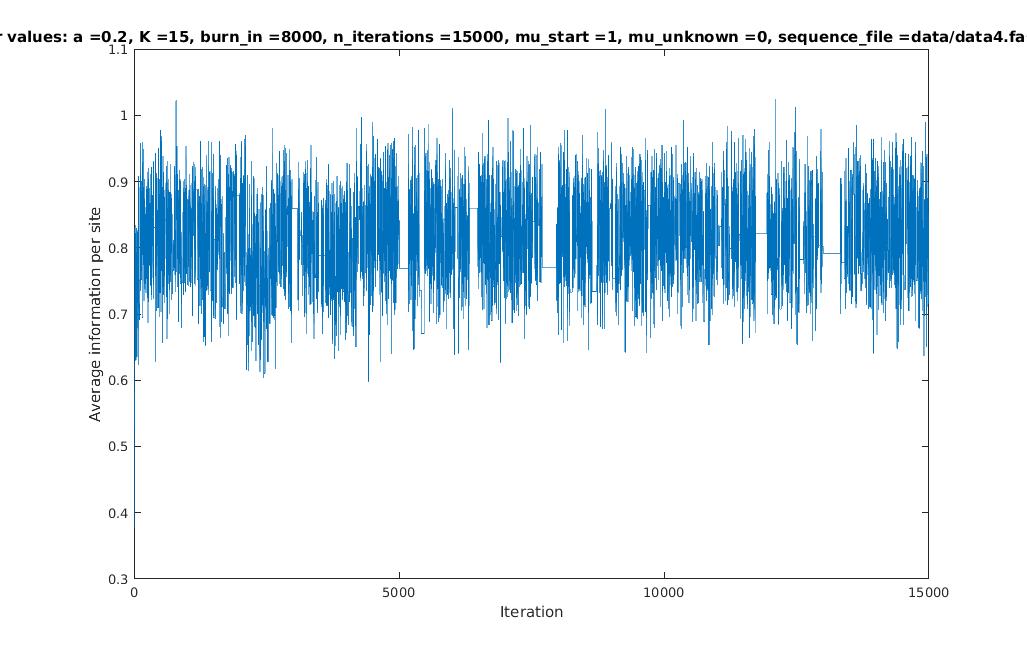 values: a =0.2, K =15, burn_in =8000, n_iterations =15000, mu_start =1, mu_unknown =0, sequence_file =data/data4.fa
1.1
1
0.9
0.8
0.7
0.6
0.5
0.4
0.3
Average information per site
0 5000 10000 15000
Iteration